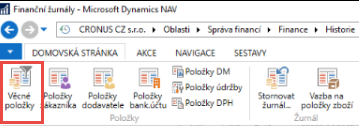 Finanční žurnály - Microsoft Dynamics NAV
CRONUS CZ s.r.o. › Oblasti › Správa financí › Finance › Historie
DOMOVSKÁ STRÁNKA AKCE NAVIGACE SESTAVY
Věcné položky
Položky zákazníka
Položky dodavatele
Položky bank.účtu
Položky DM
Položky údržby
Položky DPH
Položky
Stornovat žurnál...
Vazba na položky zboží
Žurnál